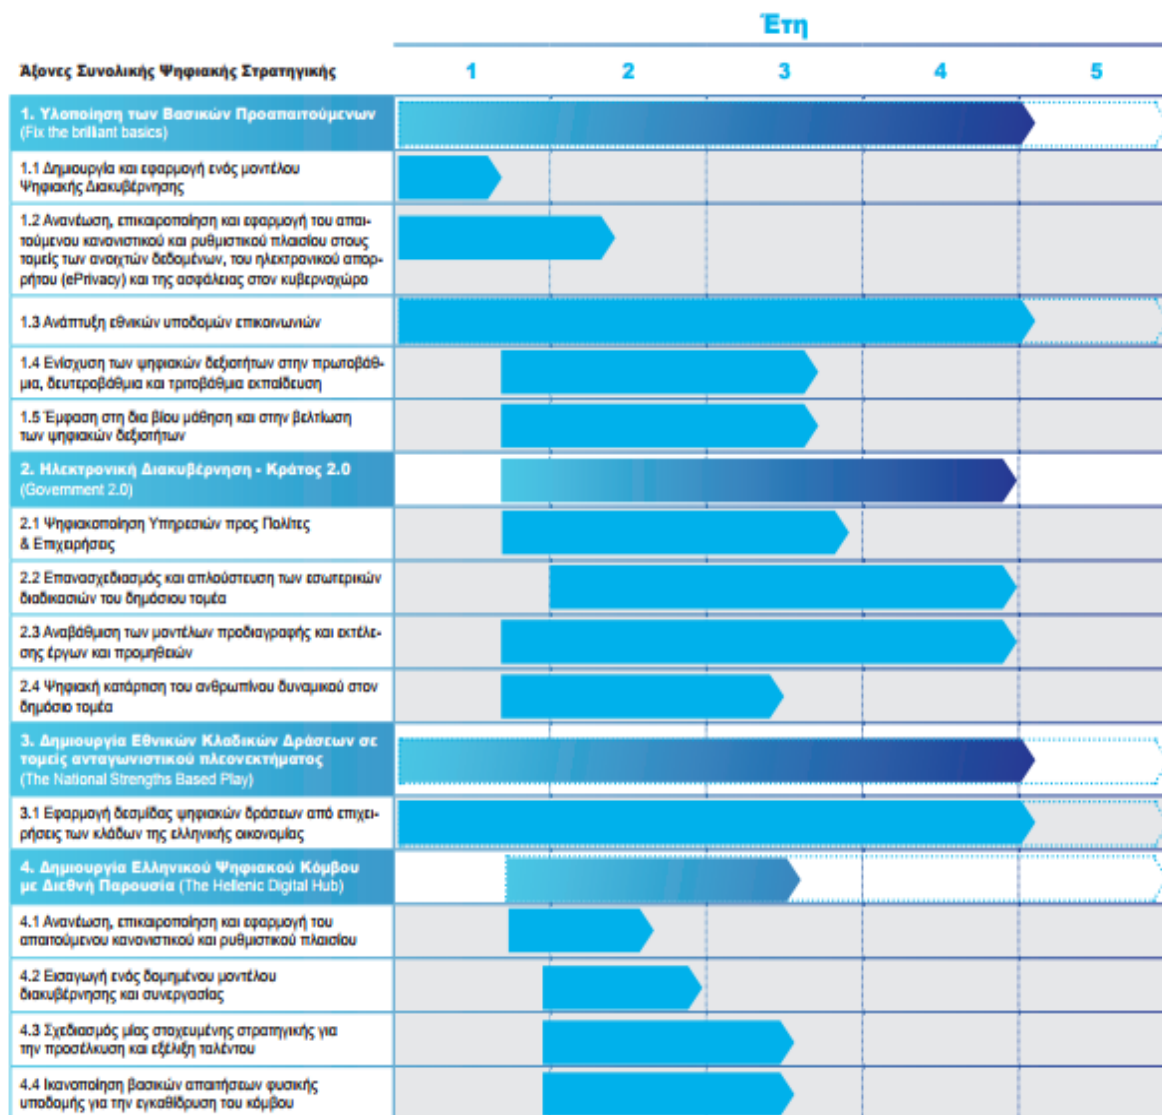 Έτη
Άξονες Συνολικής Ψηφιακής Στρατηγικής
1 2 3 4 5
1. Υλοποίηση των Βασικών Προαπαιτούμενων
(Fix the brilliant basics)
1.1 Δημιουργία και εφαρμογή ενός μοντέλου
Ψηφιακής Διακυβέρνησης
1.2 Ανανέωση, επικαιροποίηση και εφαρμογή του απαι-
τούμενου κανονιστικού και ρυθμιστικού πλαισίου στους
τομείς των ανοιχτών δεδομένων, του ηλεκτρονικού απορ-
ρήτου (ePrivacy) και της ασφάλειας στον κυβερνοχώρο
1.3 Ανάπτυξη εθνικών υποδομών επικοινωνιών
1.4 Ενίσχυση των ψηφιακών δεξιοτήτων στην πρωτοβάθ-
μια, δευτεροβάθμια και τριτοβάθμια εκπαίδευση
1.5 Έμφαση στη δια βίου μάθηση και στην βελτίωση
των ψηφιακών δεξιοτήτων
2. Ηλεκτρονική Διακυβέρνηση - Κράτος 2.0
(Government 2.0)
2.1 Ψηφιακοποίηση Υπηρεσιών προς Πολίτες
& Επιχειρήσεις
2.2 Επανασχεδιασμός και απλούστευση των εσωτερικών
διαδικασιών του δημόσιου τομέα
2.3 Αναβάθμιση των μοντέλων προδιαγραφής και εκτέλε-
σης έργων και προμηθειών
2.4 Ψηφιακή κατάρτιση του ανθρωπίνου δυναμικού στον
δημόσιο τομέα
3. Δημιουργία Εθνικών Κλαδικών Δράσεων σε
τομείς ανταγωνιστικού πλεονεκτήματος
(The National Strengths Based Play)
3.1 Εφαρμογή δεσμίδας ψηφιακών δράσεων από επιχει-
ρήσεις των κλάδων της ελληνικής οικονομίας
4. Δημιουργία Ελληνικού Ψηφιακού Κόμβου
με Διεθνή Παρουσία (The Hellenic Digital Hub)
4.1 Ανανέωση, επικαιροποίηση και εφαρμογή του
απαιτούμενου κανονιστικού και ρυθμιστικού πλαισίου
4.2 Εισαγωγή ενός δομημένου μοντέλου
διακυβέρνησης και συνεργασίας
4.3 Σχεδιασμός μίας στοχευμένης στρατηγικής για
την προσέλκυση και εξέλιξη ταλέντου
4.4 Ικανοποίηση βασικών απαιτήσεων φυσικής
υποδομής για την εγκαθίδρυση του κόμβου